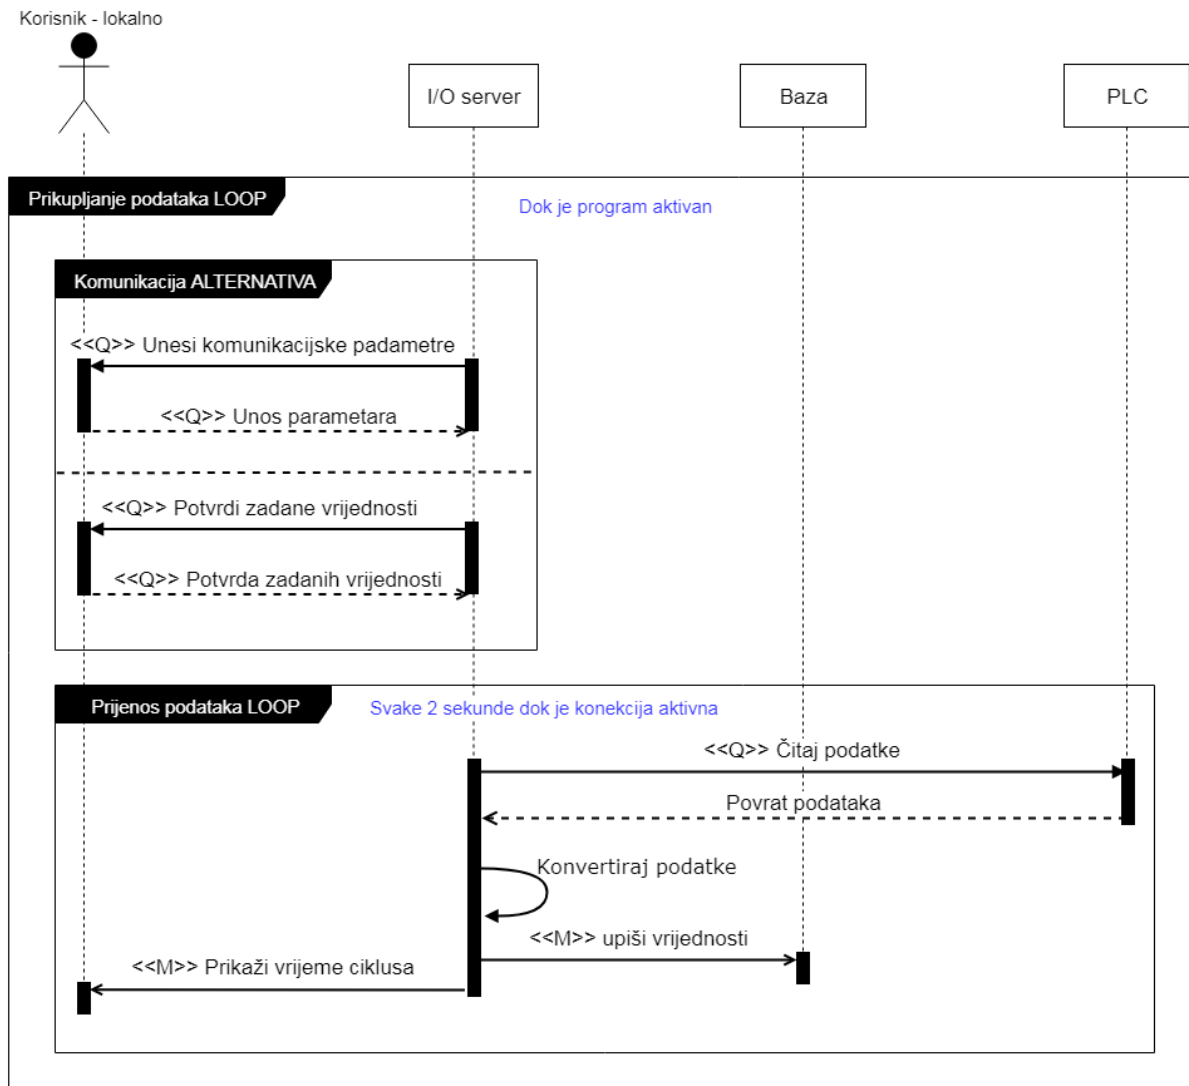 Korisnik - lokalno
I/O server
Baza
PLC
Prikupljanje podataka LOOP
Dok je program aktivan
Komunikacija ALTERNATIVA
<<Q>> Unesi komunikacijske padametre
<<Q>> Unos parametara
<<Q>> Potvrdi zadane vrijednosti
<<Q>> Potvrda zadanih vrijednosti
Prijenos podataka LOOP
Svake 2 sekunde dok je konekcija aktivna
<<Q>> Čitaj podatke
Povrat podataka
Konvertiraj podatke
<<M>> upiši vrijednosti
<<M>> Prikaži vrijeme ciklusa